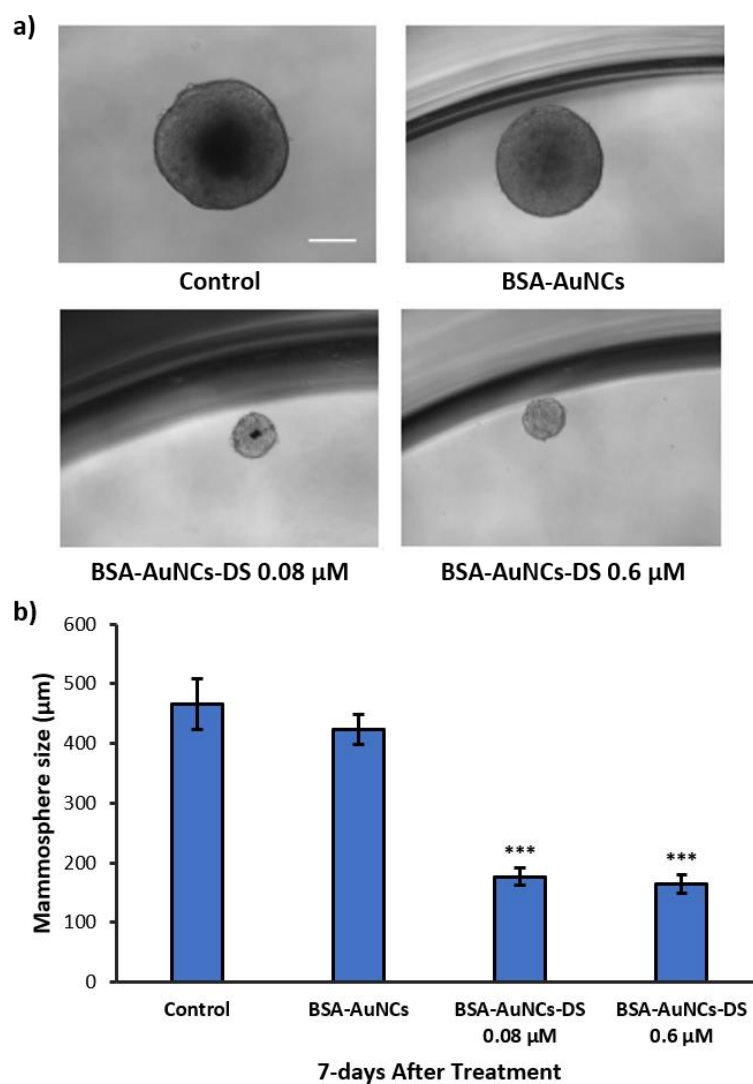 a)
Control
BSA-AuNCs
BSA-AuNCs-DS 0.08 µM
BSA-AuNCs-DS 0.6 µM
b)
Mammosphere size (µm)
600
500
400
300
200
100
0
***
***
Control
BSA-AuNCs
BSA-AuNCs-DS
0.08 µM
BSA-AuNCs-DS
0.6 µM
7-days After Treatment